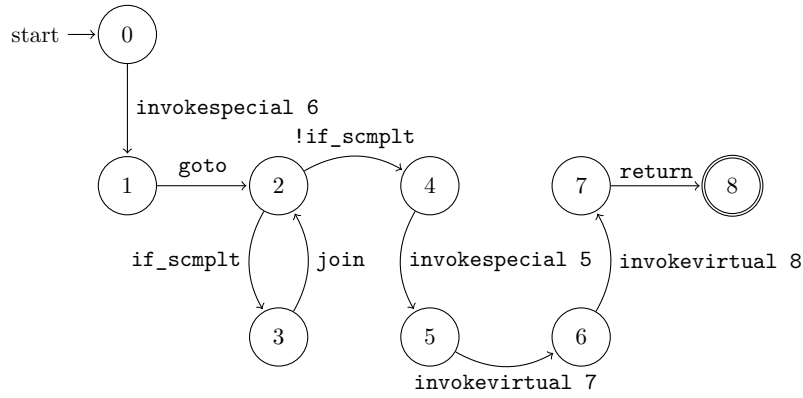 start
0
invokespecial 6
!if_scmplt
1
goto
2
4
7
return
8
if_scmplt
join
invokespecial 5
invokevirtual 8
3
5
6
invokevirtual 7